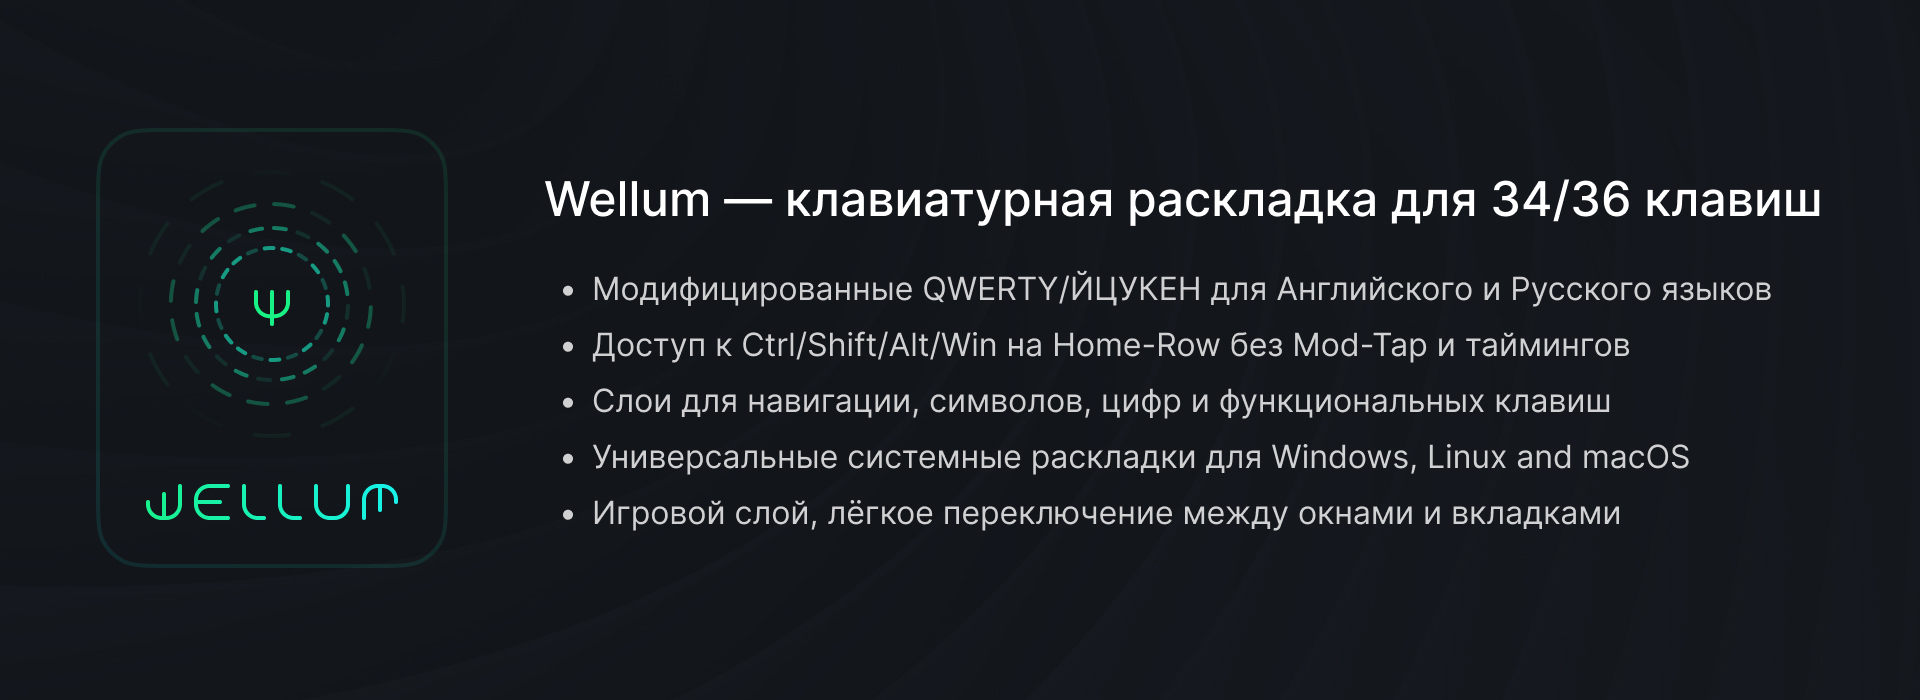 Ψ
WELLUM
Wellum — клавиатурная раскладка для 34/36 клавиш
• Модифицированные QWERTY/ЙЦУКЕН для Английского и Русского языков
• Доступ к Ctrl/Shift/Alt/Win на Home-Row без Mod-Tap и таймингов
• Слои для навигации, символов, цифр и функциональных клавиш
• Универсальные системные раскладки для Windows, Linux and macOS
• Игровой слой, лёгкое переключение между окнами и вкладками